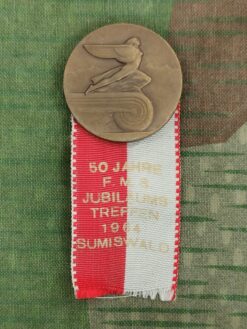 50 JAHRE
F. M. S
JUBILÄUMS
TREFFEN
1964
SUMISWALD